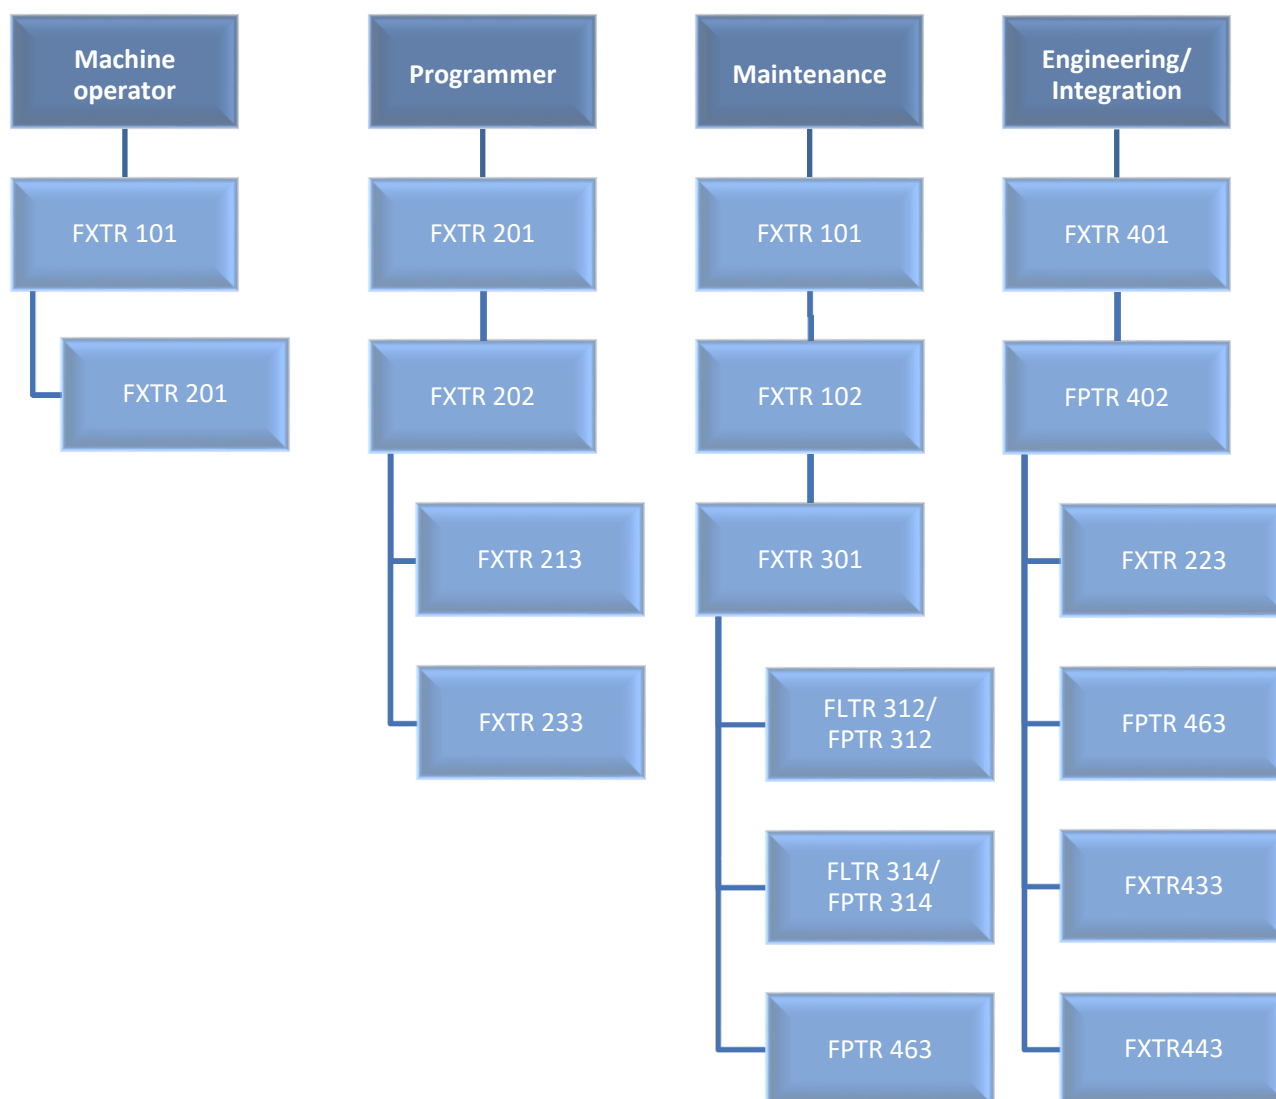 Machine
operator
FXTR 101
FXTR 201
Programmer
FXTR 201
FXTR 202
FXTR 213
FXTR 233
Maintenance
FXTR 101
FXTR 102
FXTR 301
FLTR 312/
FPTR 312
FLTR 314/
FPTR 314
FPTR 463
Engineering/
Integration
FXTR 401
FPTR 402
FXTR 223
FPTR 463
FXTR433
FXTR443